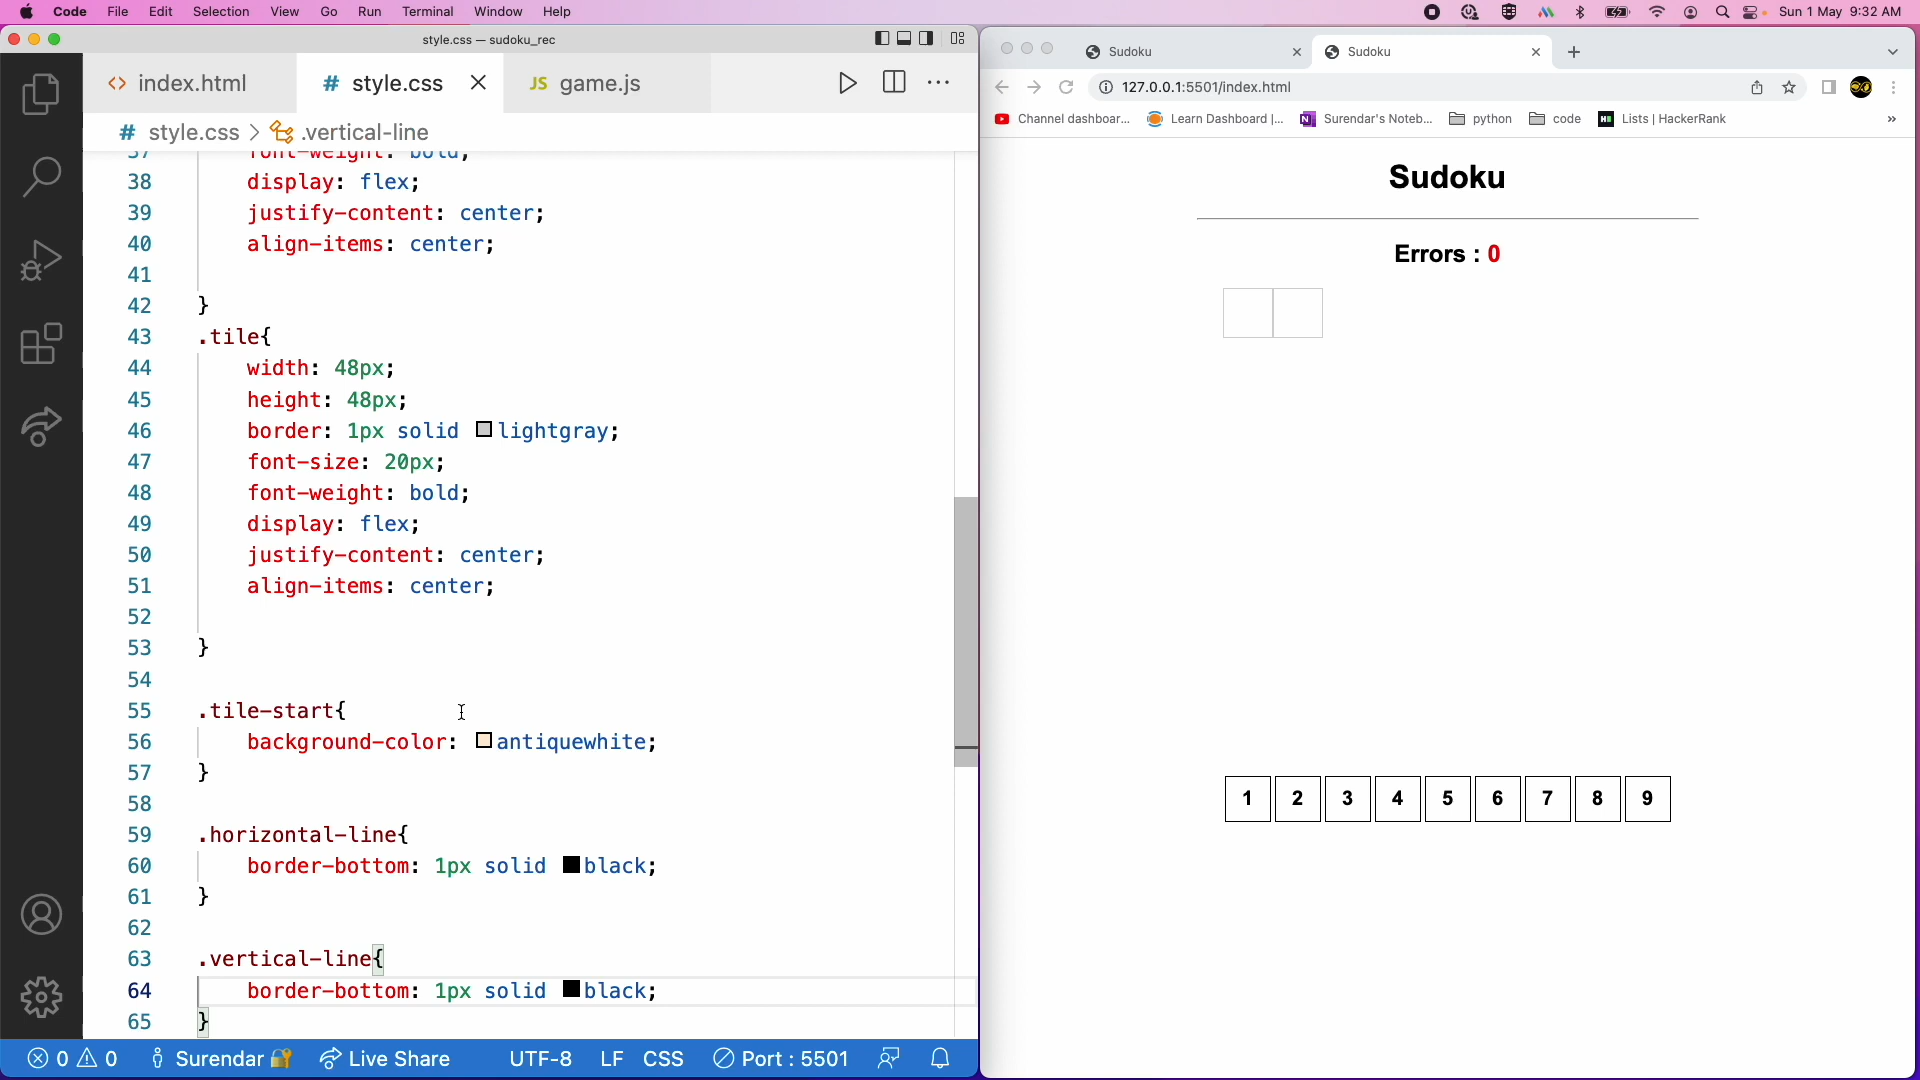 Code File Edit Selection View Go Run Terminal Window Help
Sun 1 May 9:32 AM
style.css — sudoku_rec
<> index.html
# style.css
JS game.js
# style.css > .vertical-line
37 font-weight: bold;
38 display: flex;
39 justify-content: center;
40 align-items: center;
41
42 }
43 .tile{
44 width: 48px;
45 height: 48px;
46 border: 1px solid lightgray;
47 font-size: 20px;
48 font-weight: bold;
49 display: flex;
50 justify-content: center;
51 align-items: center;
52
53 }
54
55 .tile-start{
56 background-color: antiquewhite;
57 }
58
59 .horizontal-line{
60 border-bottom: 1px solid black;
61 }
62
63 .vertical-line{
64 border-bottom: 1px solid black;
65 }
0 0 Surendar Live Share UTF-8 LF CSS Port : 5501
Sudoku
Sudoku
127.0.0.1:5501/index.html
Channel dashboar... Learn Dashboard |... Surendar's Noteb... python code Lists | HackerRank »
Sudoku
Errors : 0
1 2 3 4 5 6 7 8 9